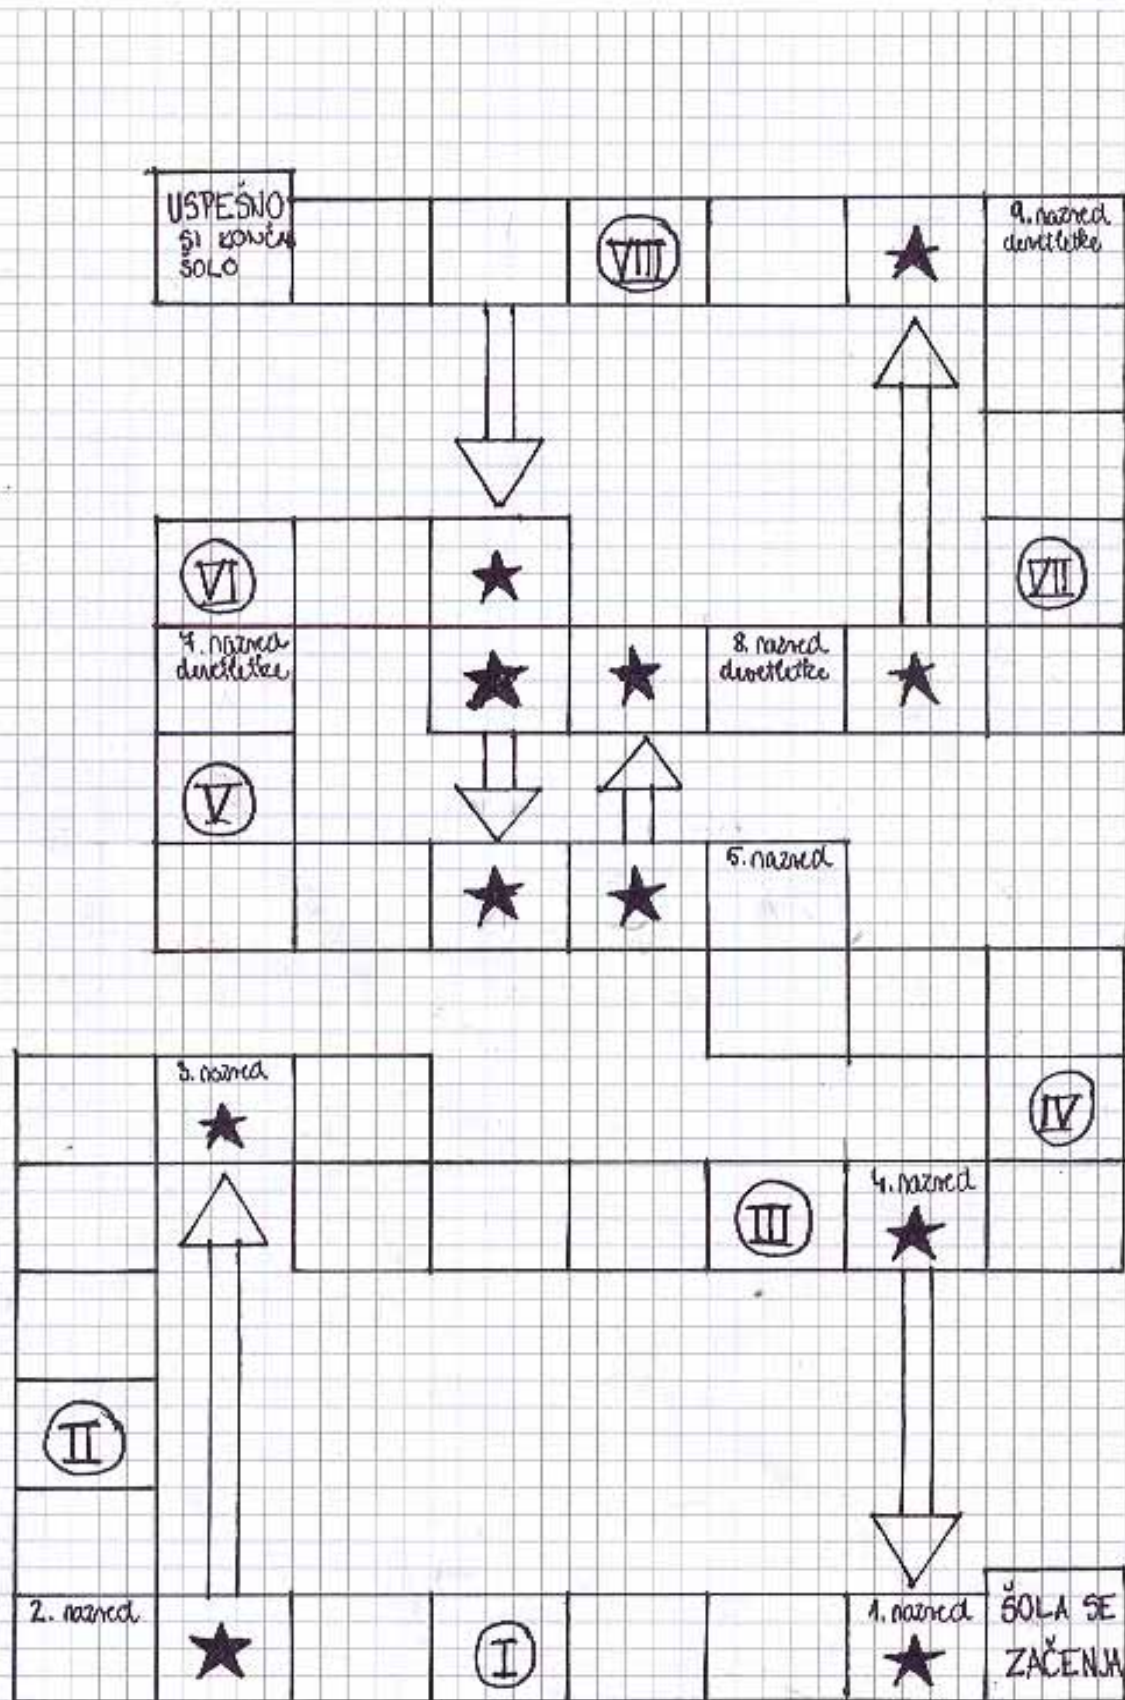 USPEŠNO
SI KONČA
ŠOLO
VIII
9. razred
devetletke
VI
VII
7. razred
devetletke
8. razred
devetletke
V
5. razred
3. razred
IV
III
4. razred
II
2. razred
I
1. razred
ŠOLA SE
ZAČENJA